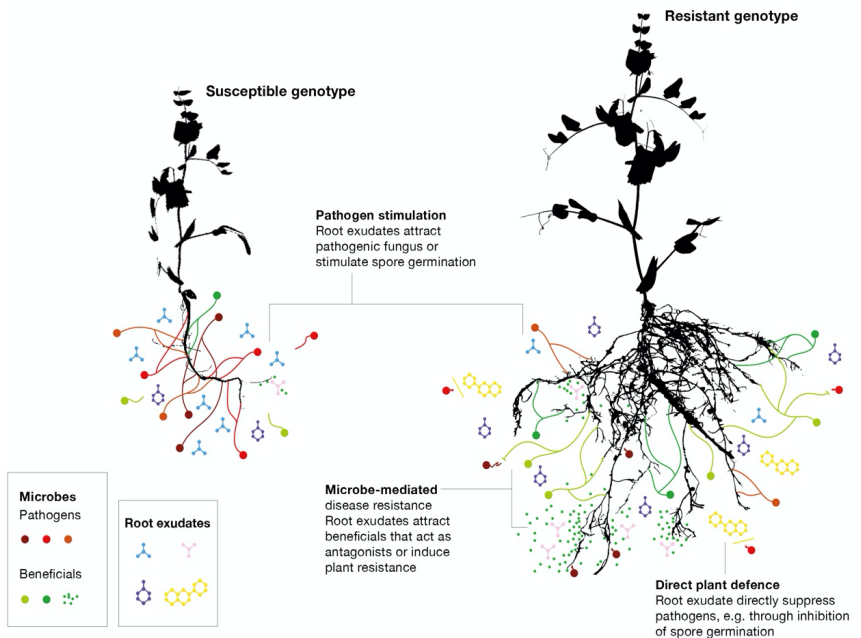 Resistant genotype
Susceptible genotype
Pathogen stimulation
Root exudates attract
pathogenic fungus or
stimulate spore germination
Microbe-mediated
disease resistance
Root exudates attract
beneficials that act as
antagonists or induce
plant resistance
Microbes
Pathogens
Beneficials
Root exudates
Direct plant defence
Root exudate directly suppress
pathogens, e.g. through inhibition
of spore germination